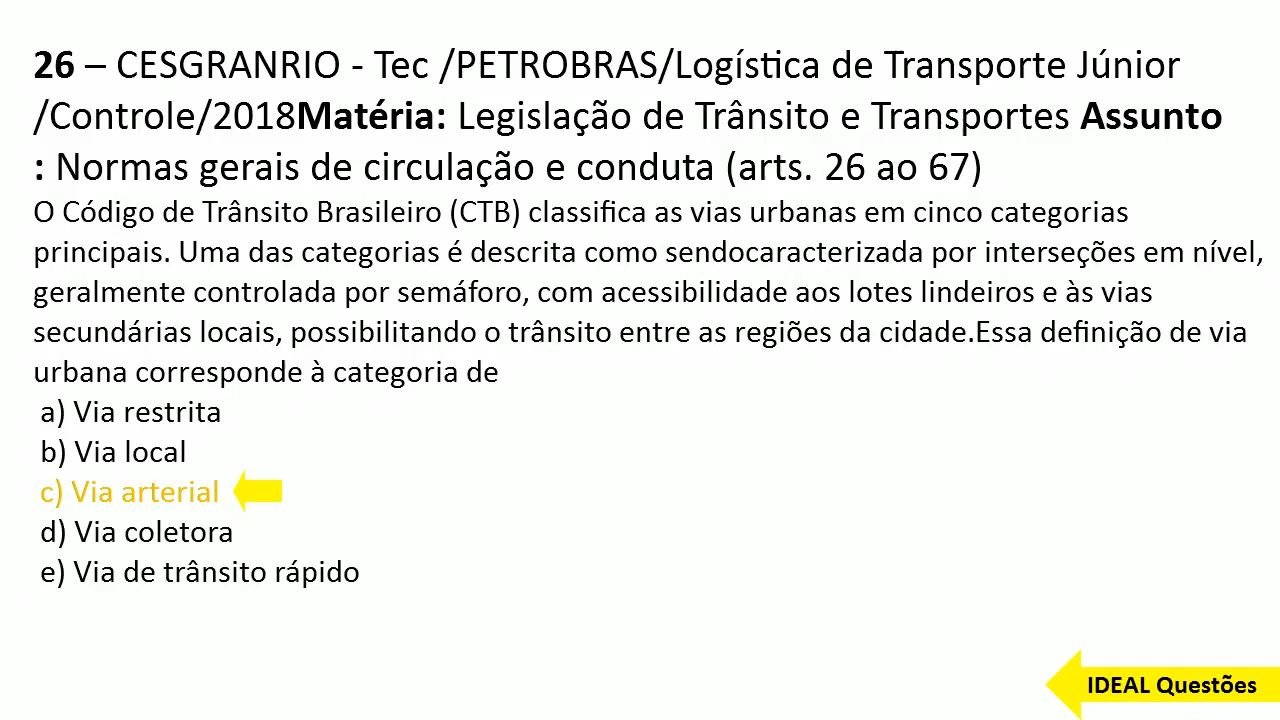 26 – CESGRANRIO - Tec /PETROBRAS/Logística de Transporte Júnior
/Controle/2018Matéria: Legislação de Trânsito e Transportes Assunto
: Normas gerais de circulação e conduta (arts. 26 ao 67)
O Código de Trânsito Brasileiro (CTB) classifica as vias urbanas em cinco categorias
principais. Uma das categorias é descrita como sendocaracterizada por interseções em nível,
geralmente controlada por semáforo, com acessibilidade aos lotes lindeiros e às vias
secundárias locais, possibilitando o trânsito entre as regiões da cidade.Essa definição de via
urbana corresponde à categoria de
a) Via restrita
b) Via local
c) Via arterial
d) Via coletora
e) Via de trânsito rápido
IDEAL Questões